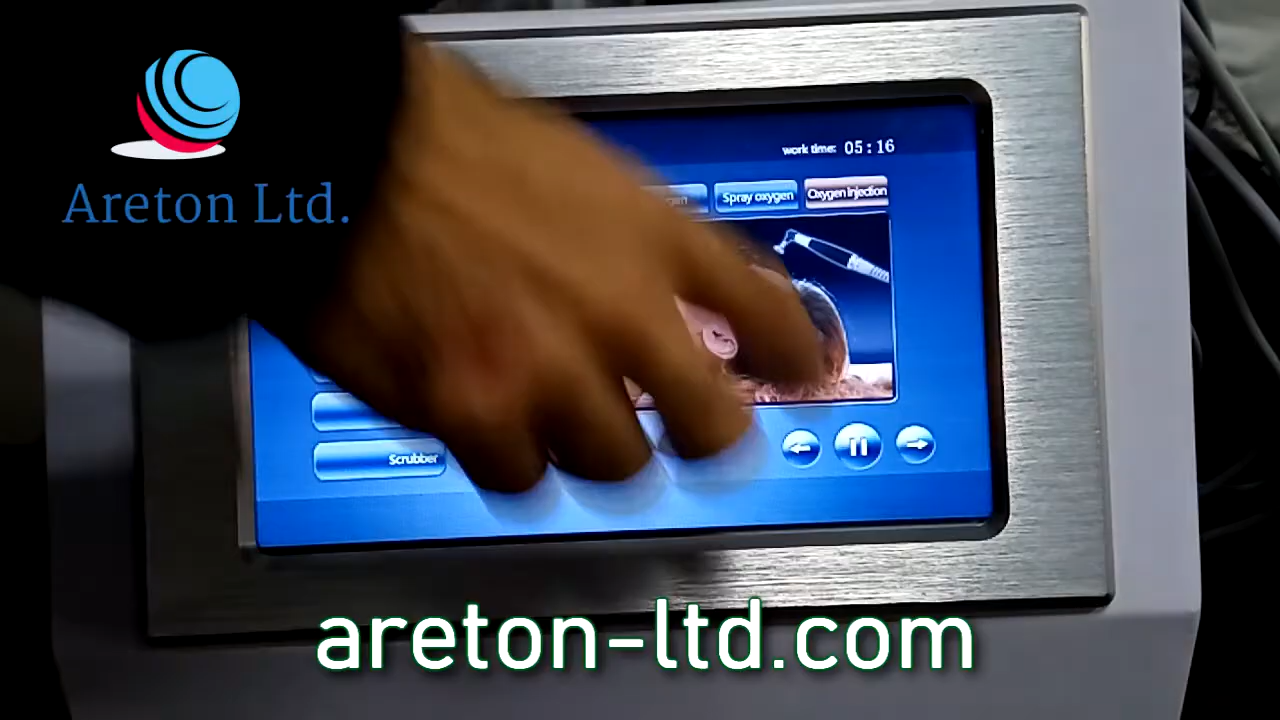 Areton Ltd.
work time: 05:16
Spray oxygen
Oxygen Injection
Scrubber
areton-ltd.com